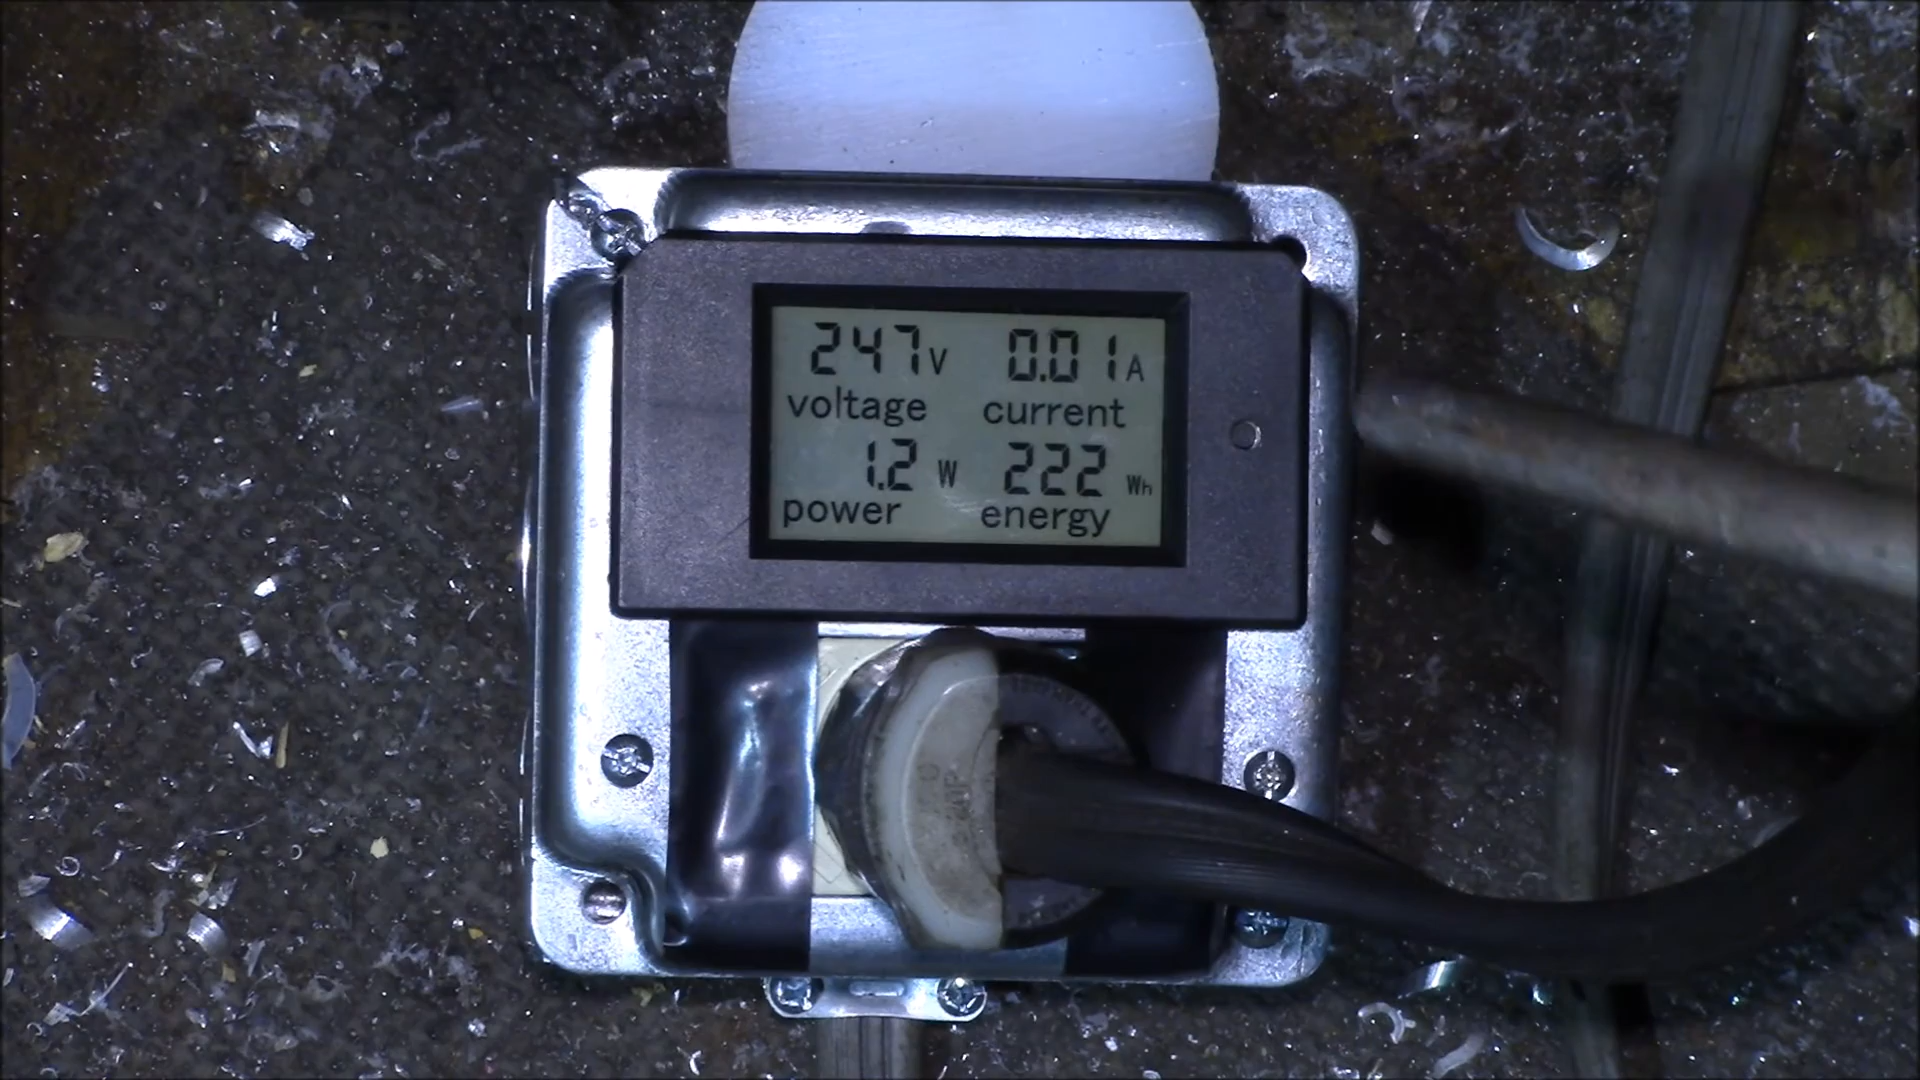 247V 0.01A
voltage current
1.2 W 222 Wh
power energy